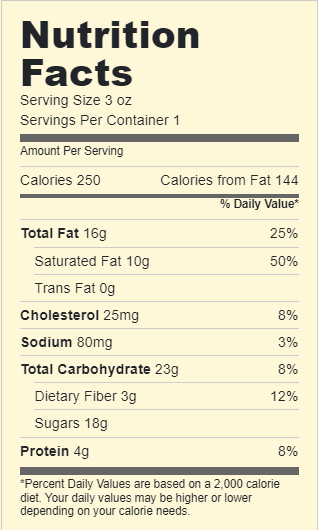 Nutrition
Facts
Serving Size 3 oz
Servings Per Container 1
Amount Per Serving
Calories 250 Calories from Fat 144
% Daily Value*
Total Fat 16g 25%
Saturated Fat 10g 50%
Trans Fat 0g
Cholesterol 25mg 8%
Sodium 80mg 3%
Total Carbohydrate 23g 8%
Dietary Fiber 3g 12%
Sugars 18g
Protein 4g 8%
*Percent Daily Values are based on a 2,000 calorie
diet. Your daily values may be higher or lower
depending on your calorie needs.